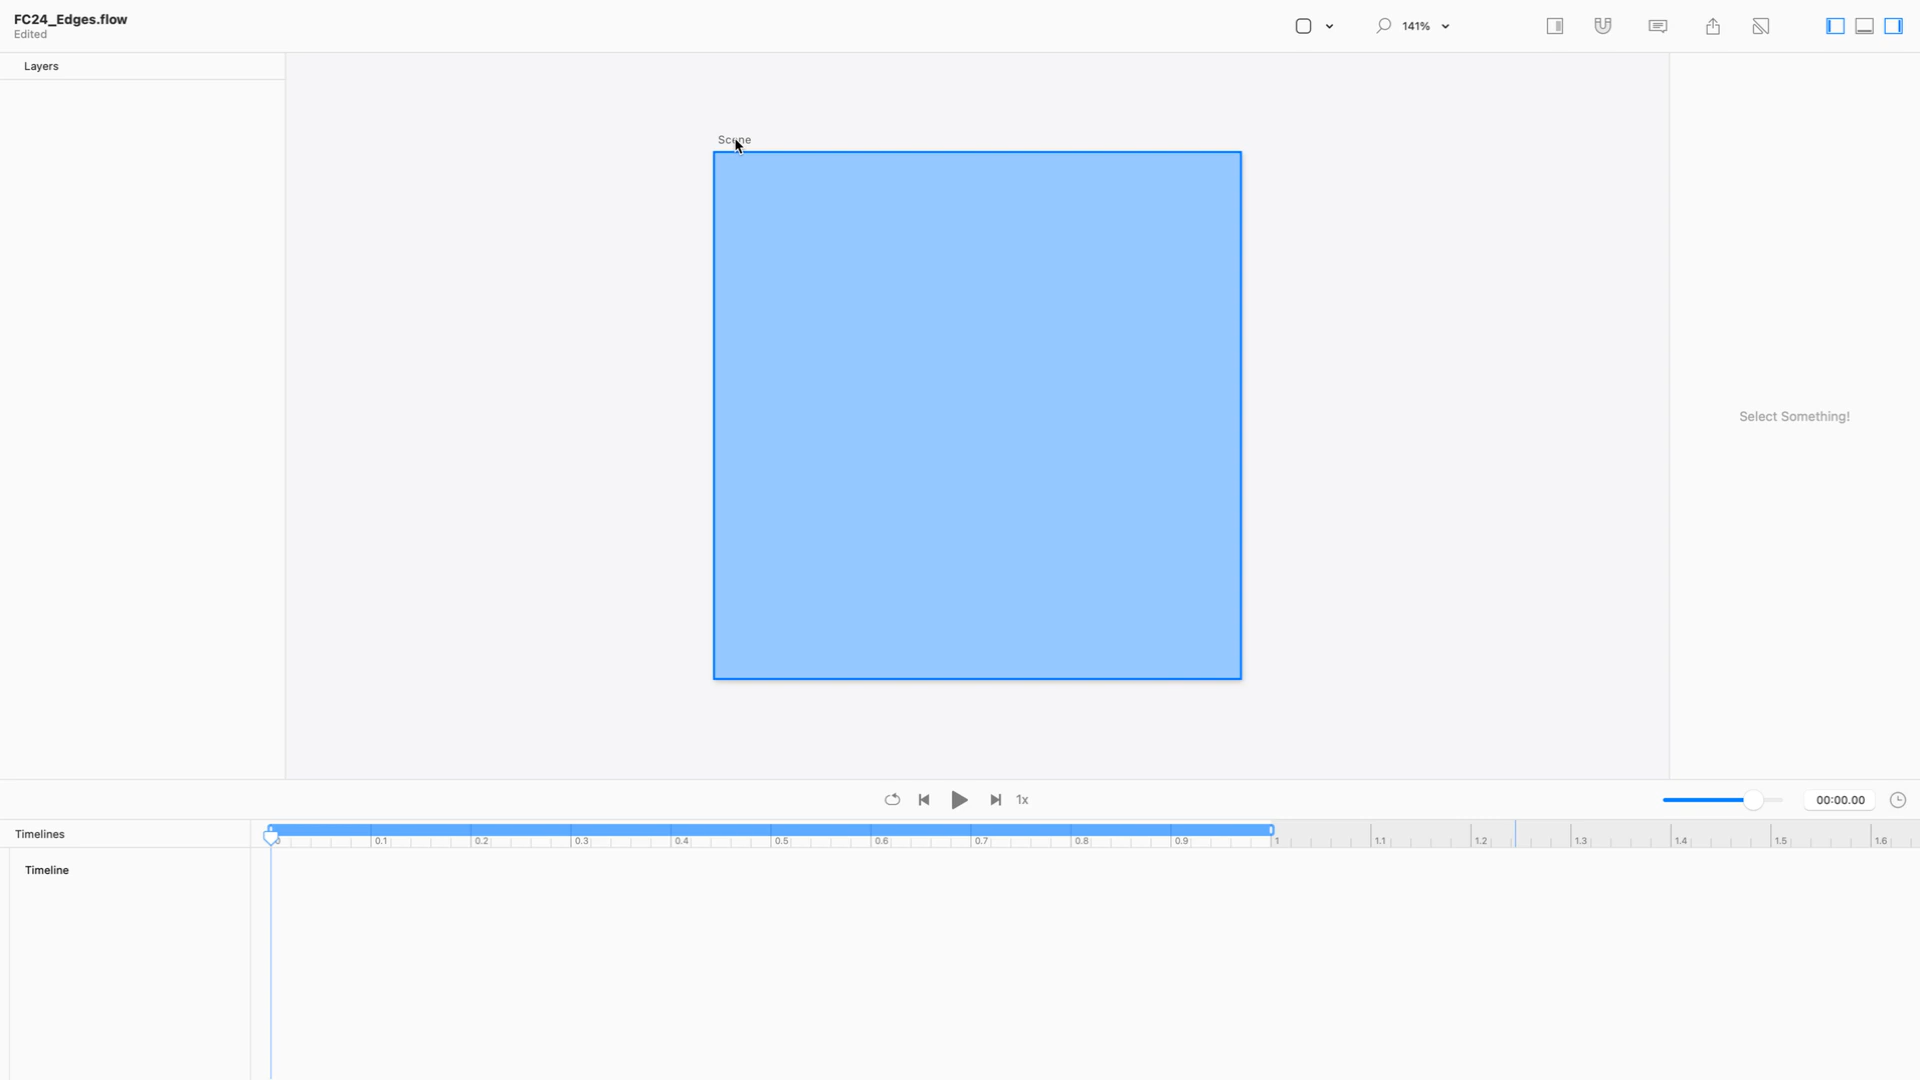 FC24_Edges.flow
Edited
141%
Layers
Scene
Select Something!
1x
00:00.00
Timelines
0.1 0.2 0.3 0.4 0.5 0.6 0.7 0.8 0.9 1 1.1 1.2 1.3 1.4 1.5 1.6
Timeline